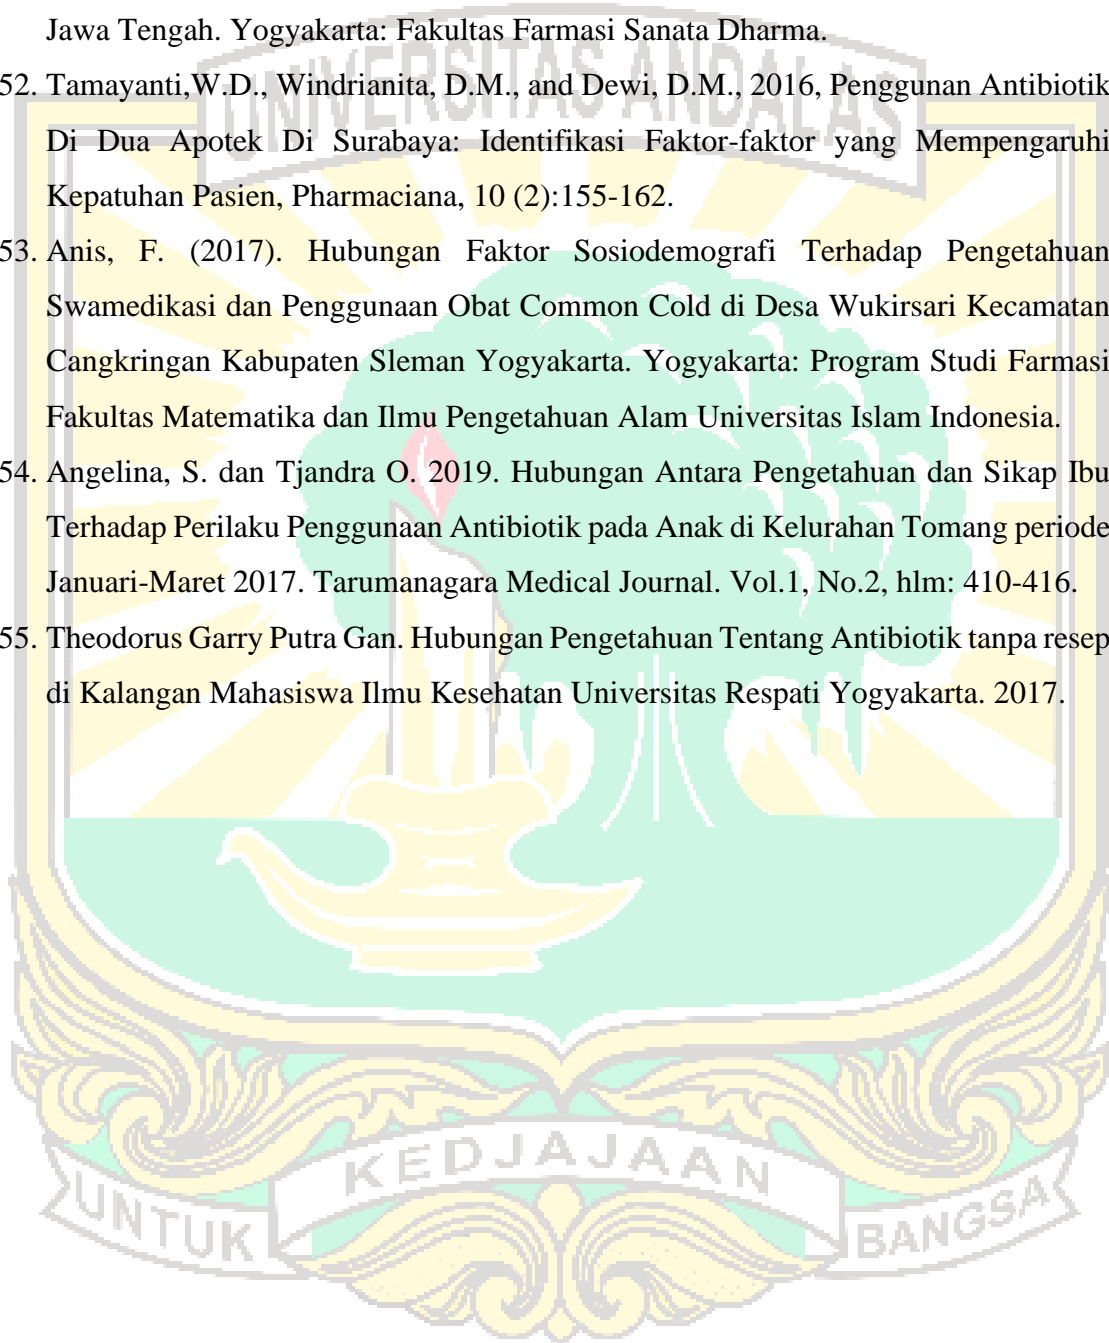 Jawa Tengah. Yogyakarta: Fakultas Farmasi Sanata Dharma.
UNIVERSITAS ANDALAS
52. Tamayanti,W.D., Windrianita, D.M., and Dewi, D.M., 2016, Penggunan Antibiotik
Di Dua Apotek Di Surabaya: Identifikasi Faktor-faktor yang Mempengaruhi
Kepatuhan Pasien, Pharmaciana, 10 (2):155-162.
53. Anis, F. (2017). Hubungan Faktor Sosiodemografi Terhadap Pengetahuan
Swamedikasi dan Penggunaan Obat Common Cold di Desa Wukirsari Kecamatan
Cangkringan Kabupaten Sleman Yogyakarta. Yogyakarta: Program Studi Farmasi
Fakultas Matematika dan Ilmu Pengetahuan Alam Universitas Islam Indonesia.
54. Angelina, S. dan Tjandra O. 2019. Hubungan Antara Pengetahuan dan Sikap Ibu
Terhadap Perilaku Penggunaan Antibiotik pada Anak di Kelurahan Tomang periode
Januari-Maret 2017. Tarumanagara Medical Journal. Vol.1, No.2, hlm: 410-416.
55. Theodorus Garry Putra Gan. Hubungan Pengetahuan Tentang Antibiotik tanpa resep
di Kalangan Mahasiswa Ilmu Kesehatan Universitas Respati Yogyakarta. 2017.
UNTUK KEDJAJAAN BANGSA